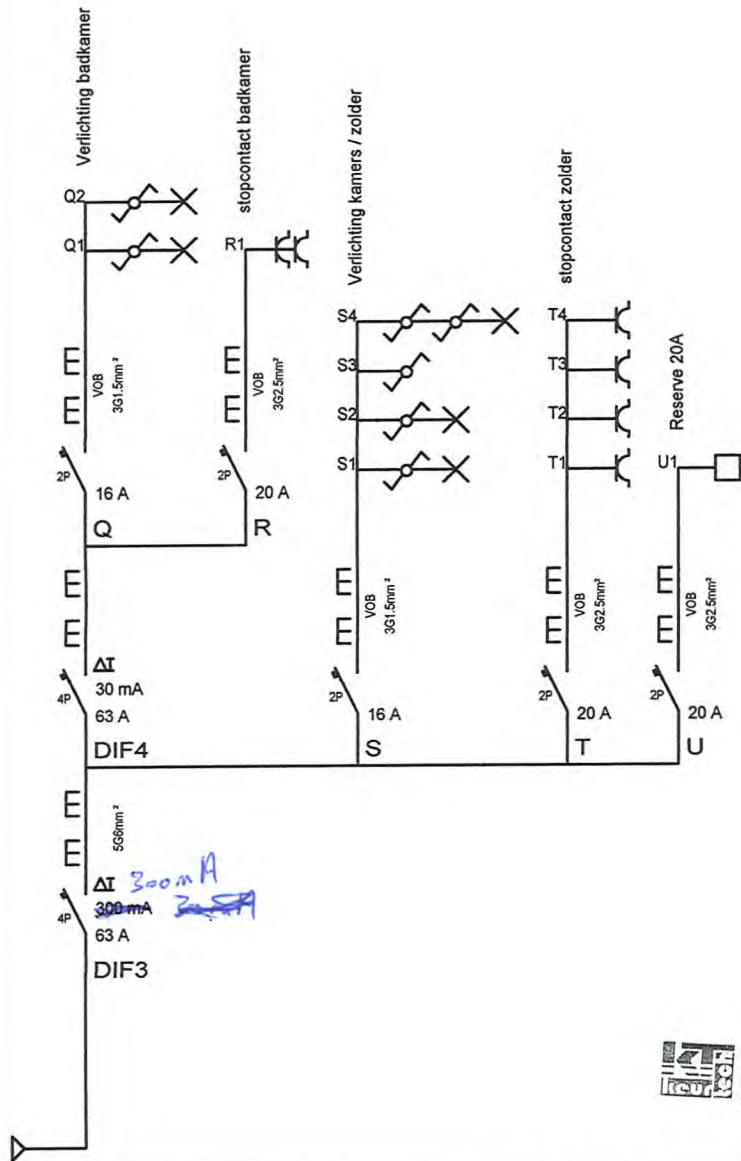 Verlichting badkamer
Q2
Q1
E E
VOB
3G1.5mm²
2P
16 A
Q
stopcontact badkamer
R1
E E
VOB
3G2.5mm²
2P
20 A
R
E E
ΔI
4P
30 mA
63 A
DIF4
Verlichting kamers / zolder
S4
S3
S2
S1
E E
VOB
3G1.5mm²
2P
16 A
S
stopcontact zolder
T4
T3
T2
T1
E E
VOB
3G2.5mm²
2P
20 A
T
Reserve 20A
U1
E E
VOB
3G2.5mm²
2P
20 A
U
E E
5G6mm²
ΔI
300mA
4P
300 mA
63 A
DIF3
KT
keur
tech